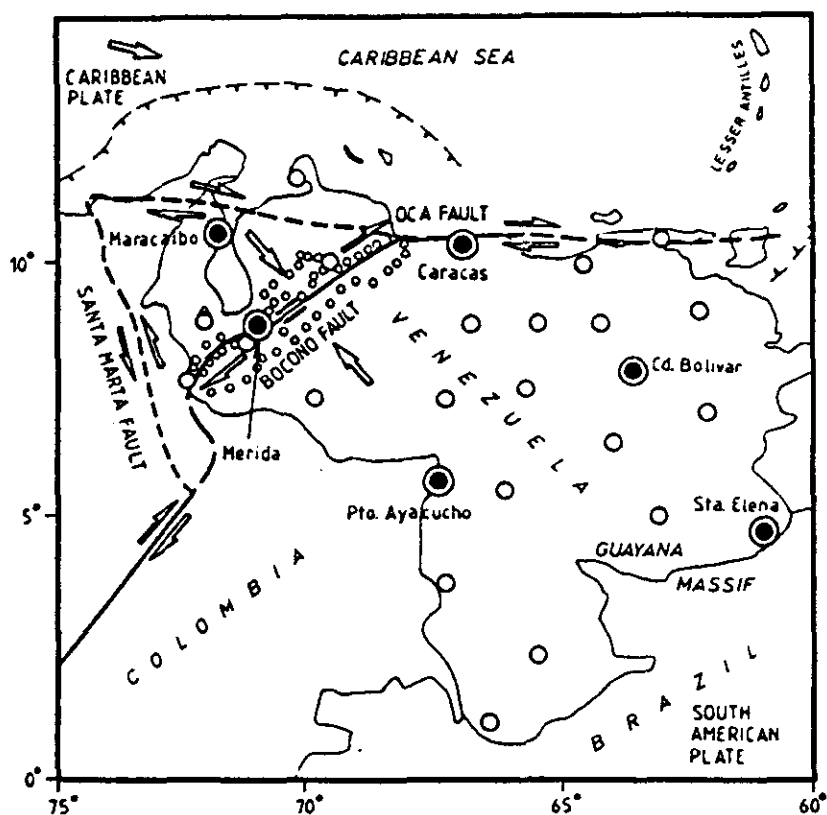 CARIBBEAN SEA
CARIBBEAN
PLATE
LESSER ANTILLES
OCA FAULT
Maracaibo
10°
Caracas
SANTA MARTA FAULT
BOCONO FAULT
VENEZUELA
Cd. Bolivar
Merida
5°
Pto. Ayacucho
Sta. Elena
GUAYANA
MASSIF
COLOMBIA
BRAZIL
SOUTH
AMERICAN
PLATE
0°
75° 70° 65° 60°